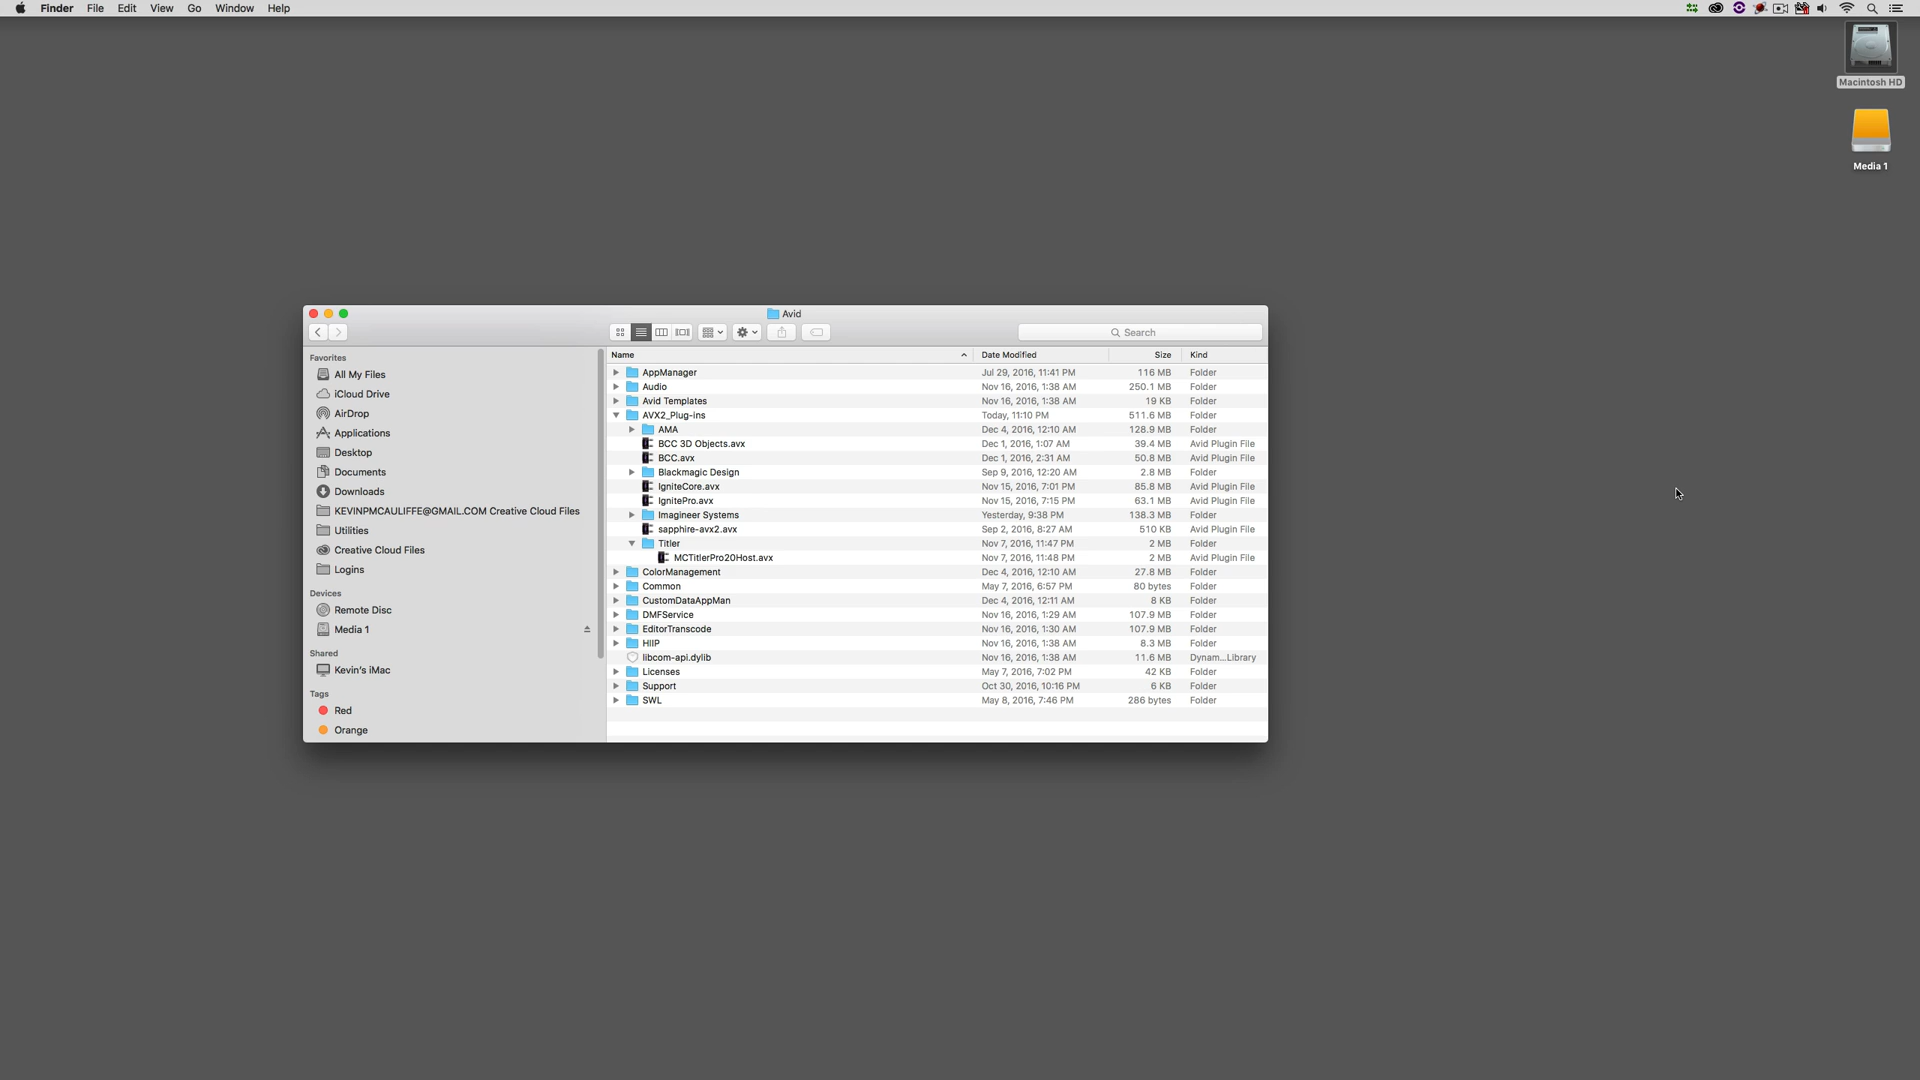 Finder File Edit View Go Window Help
Macintosh HD
Media 1
Avid
Search
Favorites
All My Files
iCloud Drive
AirDrop
Applications
Desktop
Documents
Downloads
KEVINPMCAULIFFE@GMAIL.COM Creative Cloud Files
Utilities
Creative Cloud Files
Logins
Devices
Remote Disc
Media 1
Shared
Kevin's iMac
Tags
Red
Orange
Name Date Modified Size Kind
AppManager Jul 29, 2016, 11:41 PM 116 MB Folder
Audio Nov 16, 2016, 1:38 AM 250.1 MB Folder
Avid Templates Nov 16, 2016, 1:38 AM 19 KB Folder
AVX2_Plug-ins Today, 11:10 PM 511.6 MB Folder
AMA Dec 4, 2016, 12:10 AM 128.9 MB Folder
BCC 3D Objects.avx Dec 1, 2016, 1:07 AM 39.4 MB Avid Plugin File
BCC.avx Dec 1, 2016, 2:31 AM 50.8 MB Avid Plugin File
Blackmagic Design Sep 9, 2016, 12:20 AM 2.8 MB Folder
IgniteCore.avx Nov 15, 2016, 7:01 PM 85.8 MB Avid Plugin File
IgnitePro.avx Nov 15, 2016, 7:15 PM 63.1 MB Avid Plugin File
Imagineer Systems Yesterday, 9:38 PM 138.3 MB Folder
sapphire-avx2.avx Sep 2, 2016, 8:27 AM 510 KB Avid Plugin File
Titler Nov 7, 2016, 11:47 PM 2 MB Folder
MCTitlerPro20Host.avx Nov 7, 2016, 11:48 PM 2 MB Avid Plugin File
ColorManagement Dec 4, 2016, 12:10 AM 27.8 MB Folder
Common May 7, 2016, 6:57 PM 80 bytes Folder
CustomDataAppMan Dec 4, 2016, 12:11 AM 8 KB Folder
DMFService Nov 16, 2016, 1:29 AM 107.9 MB Folder
EditorTranscode Nov 16, 2016, 1:30 AM 107.9 MB Folder
HIIP Nov 16, 2016, 1:38 AM 8.3 MB Folder
libcom-api.dylib Nov 16, 2016, 1:38 AM 11.6 MB Dynam...Library
Licenses May 7, 2016, 7:02 PM 42 KB Folder
Support Oct 30, 2016, 10:16 PM 6 KB Folder
SWL May 8, 2016, 7:46 PM 286 bytes Folder